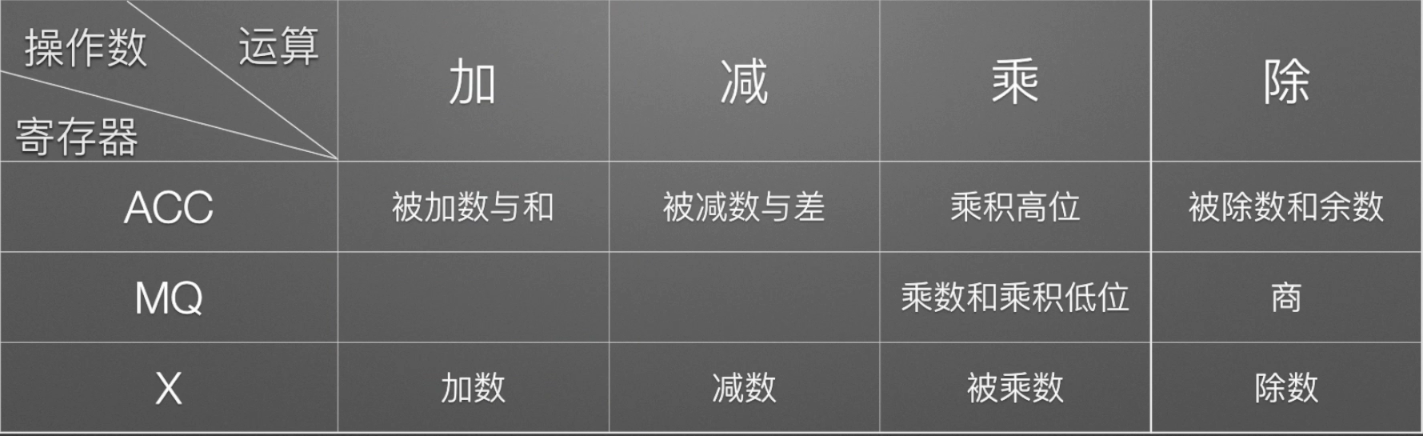 操作数 运算
寄存器
加 减 乘 除
ACC 被加数与和 被减数与差 乘积高位 被除数和余数
MQ 乘数和乘积低位 商
X 加数 减数 被乘数 除数